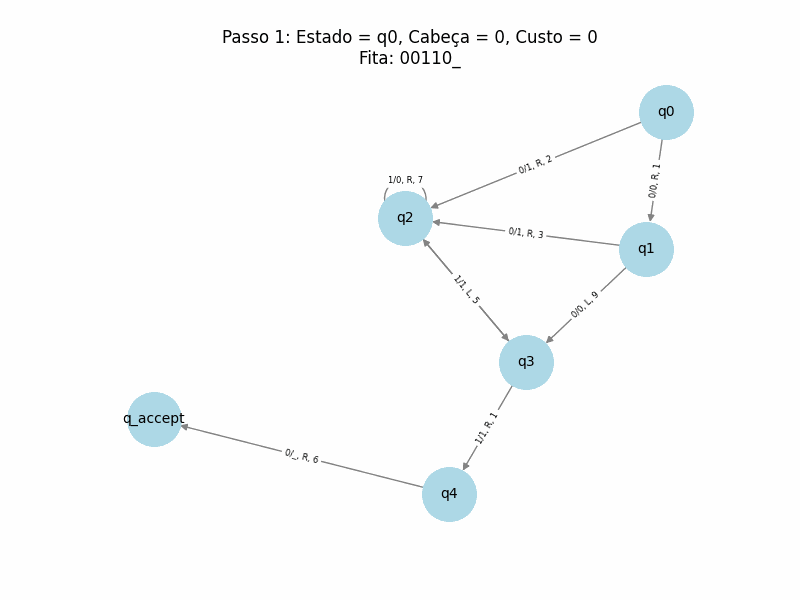 Passo 1: Estado = q0, Cabeça = 0, Custo = 0
Fita: 00110_
q0
0/1, R, 2
0/0, R, 1
1/0, R, 7
q2
0/1, R, 3
q1
1/1, L, 5
0/0, L, 9
q3
q_accept
1/1, R, 1
0/_, R, 6
q4